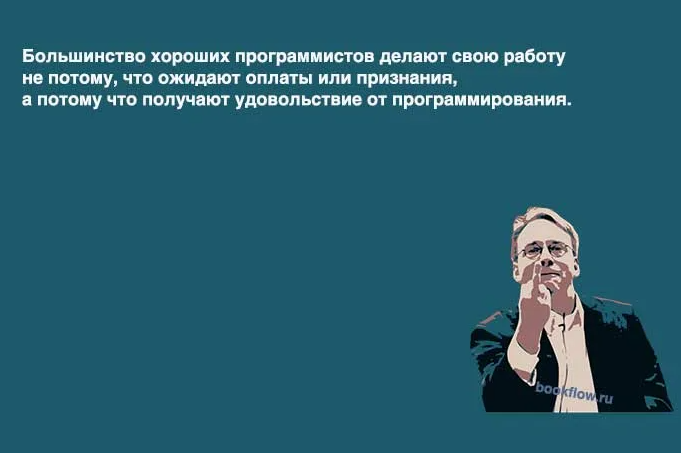 Большинство хороших программистов делают свою работу
не потому, что ожидают оплаты или признания,
а потому что получают удовольствие от программирования.
bookflow.ru